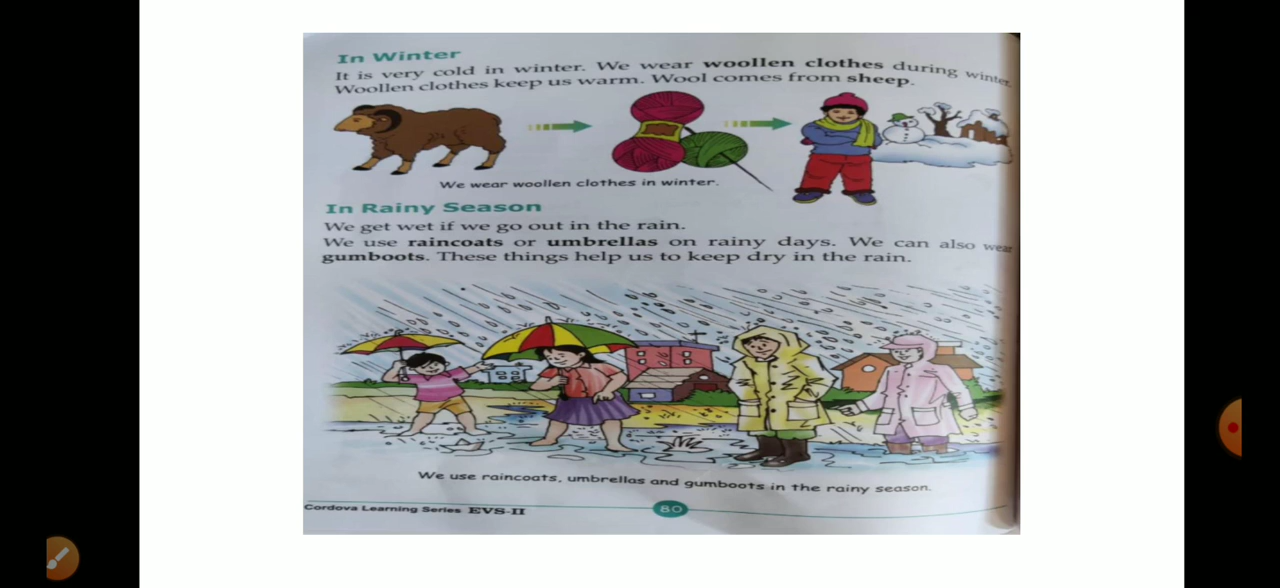 In Winter
It is very cold in winter. We wear woollen clothes during winter.
Woollen clothes keep us warm. Wool comes from sheep.
We wear woollen clothes in winter.
In Rainy Season
We get wet if we go out in the rain.
We use raincoats or umbrellas on rainy days. We can also wear
gumboots. These things help us to keep dry in the rain.
We use raincoats, umbrellas and gumboots in the rainy season.
Cordova Learning Series EVS-II
80